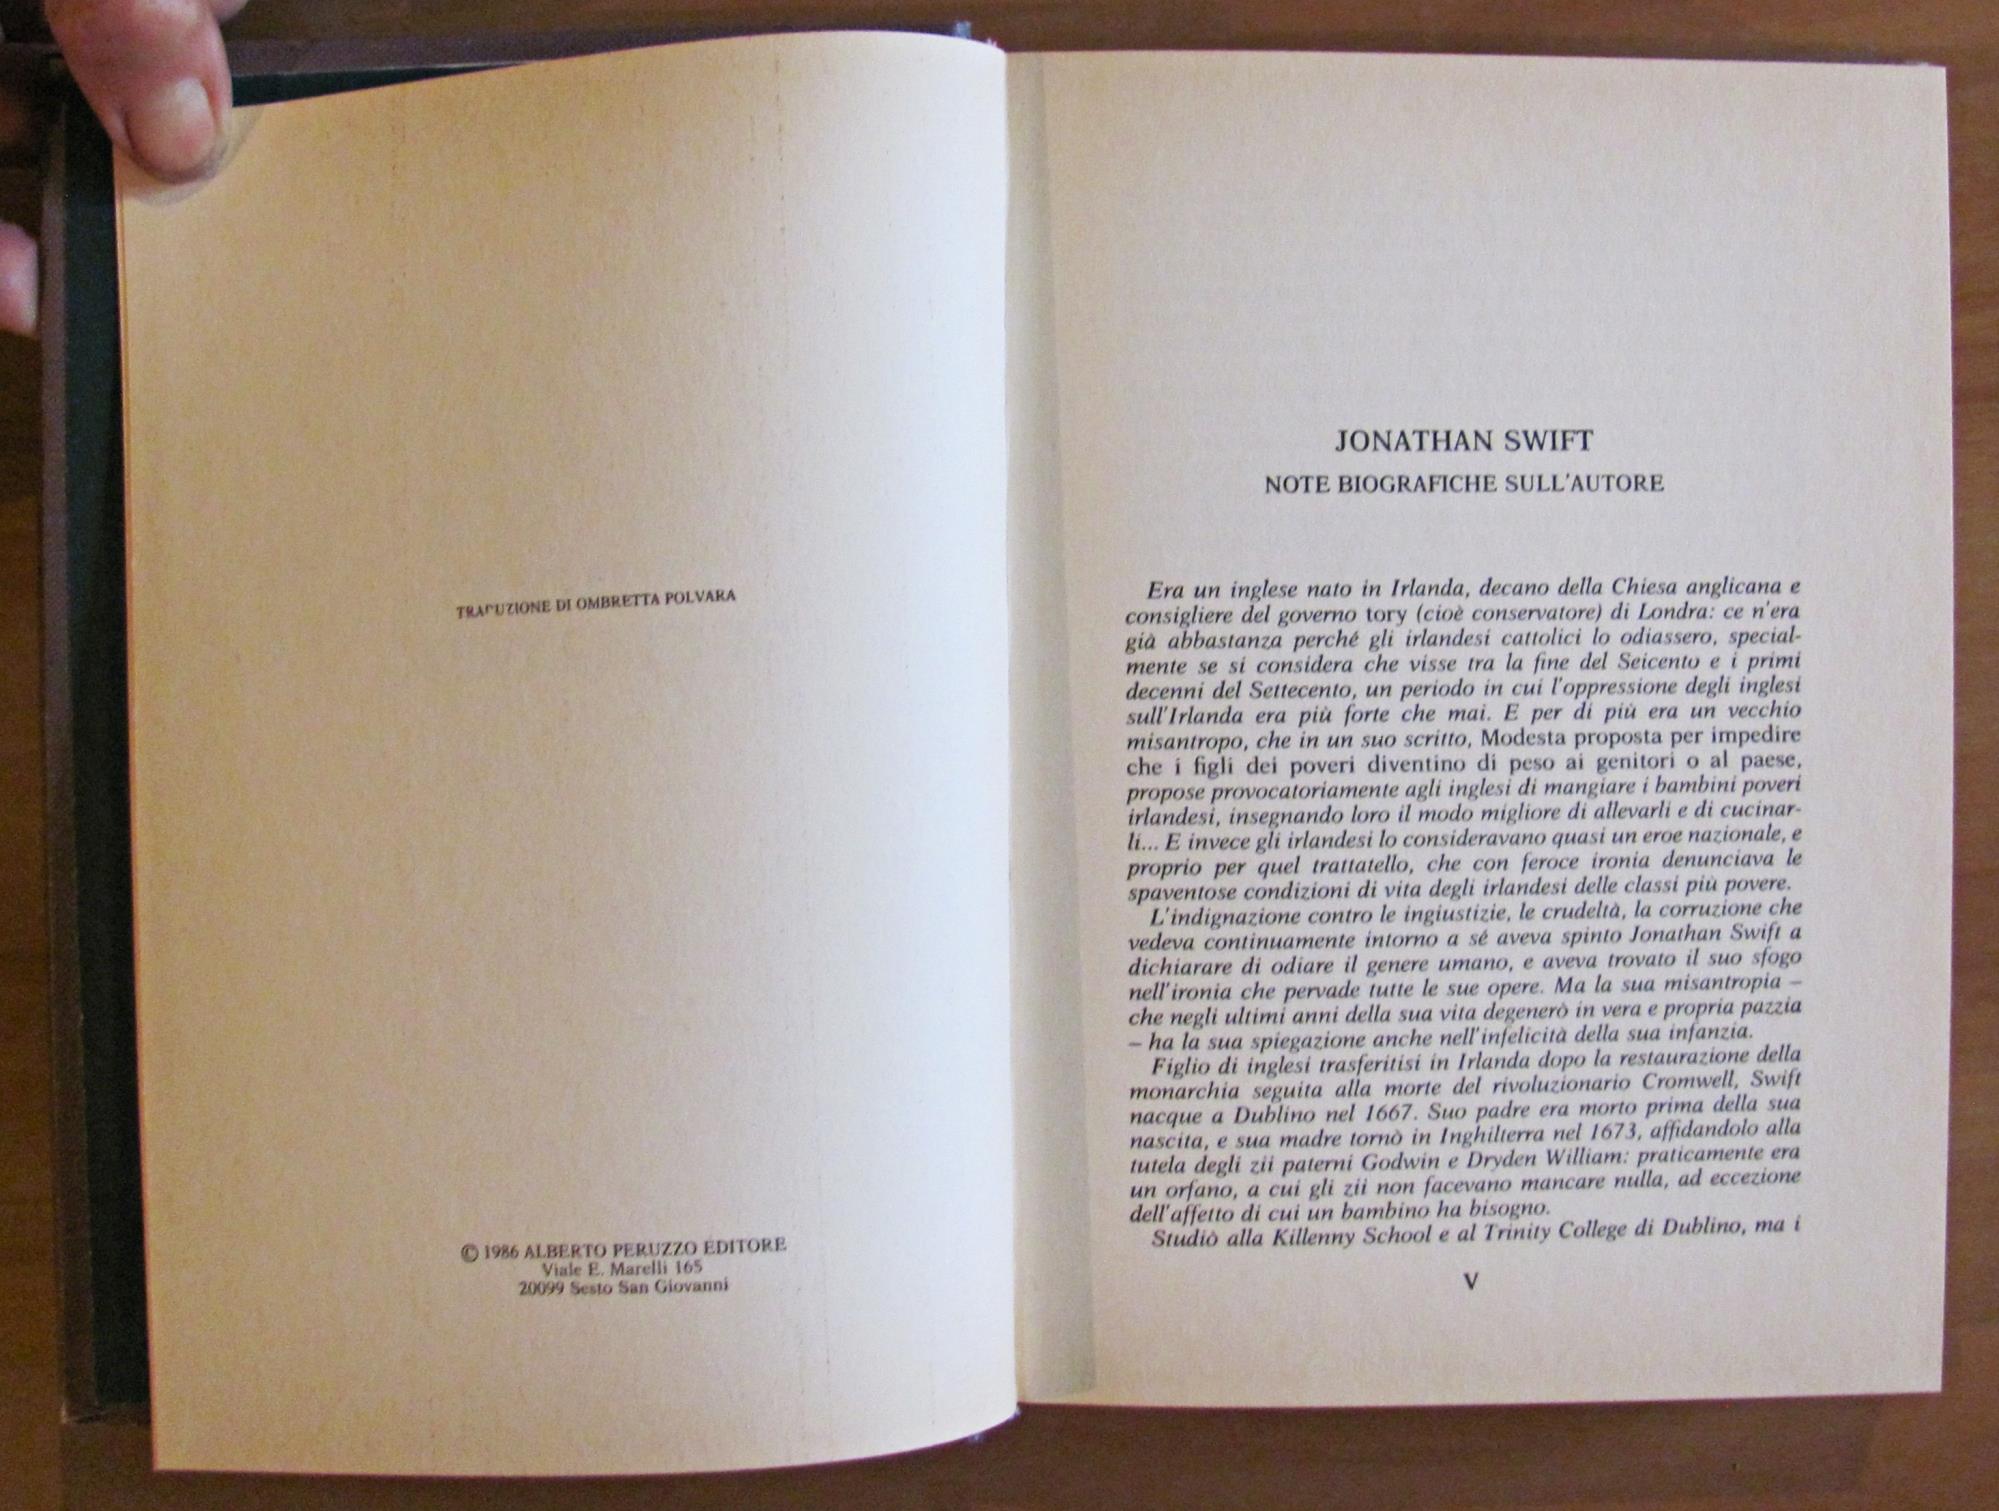 TRADUZIONE DI OMBRETTA POLVARA
© 1986 ALBERTO PERUZZO EDITORE
Viale E. Marelli 165
20099 Sesto San Giovanni
JONATHAN SWIFT
NOTE BIOGRAFICHE SULL'AUTORE
Era un inglese nato in Irlanda, decano della Chiesa anglicana e
consigliere del governo tory (cioè conservatore) di Londra: ce n'era
già abbastanza perché gli irlandesi cattolici lo odiassero, special-
mente se si considera che visse tra la fine del Seicento e i primi
decenni del Settecento, un periodo in cui l'oppressione degli inglesi
sull'Irlanda era più forte che mai. E per di più era un vecchio
misantropo, che in un suo scritto, Modesta proposta per impedire
che i figli dei poveri diventino di peso ai genitori o al paese,
propose provocatoriamente agli inglesi di mangiare i bambini poveri
irlandesi, insegnando loro il modo migliore di allevarli e di cucinar-
li... E invece gli irlandesi lo consideravano quasi un eroe nazionale, e
proprio per quel trattatello, che con feroce ironia denunciava le
spaventose condizioni di vita degli irlandesi delle classi più povere.
L'indignazione contro le ingiustizie, le crudeltà, la corruzione che
vedeva continuamente intorno a sé aveva spinto Jonathan Swift a
dichiarare di odiare il genere umano, e aveva trovato il suo sfogo
nell'ironia che pervade tutte le sue opere. Ma la sua misantropia –
che negli ultimi anni della sua vita degenerò in vera e propria pazzia
– ha la sua spiegazione anche nell'infelicità della sua infanzia.
Figlio di inglesi trasferitisi in Irlanda dopo la restaurazione della
monarchia seguita alla morte del rivoluzionario Cromwell, Swift
nacque a Dublino nel 1667. Suo padre era morto prima della sua
nascita, e sua madre tornò in Inghilterra nel 1673, affidandolo alla
tutela degli zii paterni Godwin e Dryden William: praticamente era
un orfano, a cui gli zii non facevano mancare nulla, ad eccezione
dell'affetto di cui un bambino ha bisogno.
Studiò alla Killenny School e al Trinity College di Dublino, ma i
V